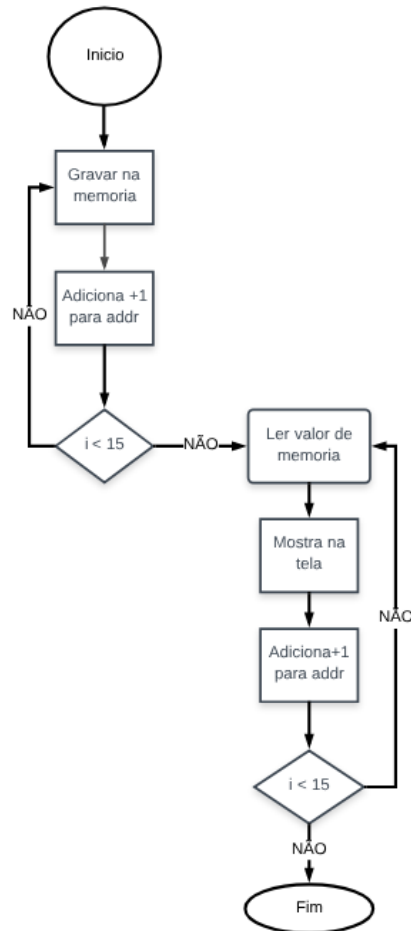 Inicio
Gravar na
memoria
Adiciona +1
para addr
NÃO
i < 15
NÃO
Ler valor de
memoria
Mostra na
tela
NÃO
Adiciona+1
para addr
i < 15
NÃO
Fim